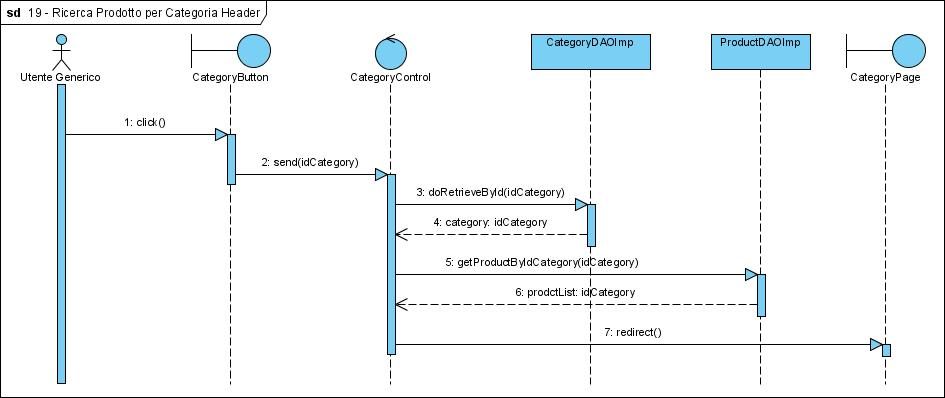 sd 19 - Ricerca Prodotto per Categoria Header
CategoryDAOImp
ProductDAOImp
Utente Generico
CategoryButton
CategoryControl
CategoryPage
1: click()
2: send(idCategory)
3: doRetrieveById(idCategory)
4: category: idCategory
5: getProductByIdCategory(idCategory)
6: prodctList: idCategory
7: redirect()